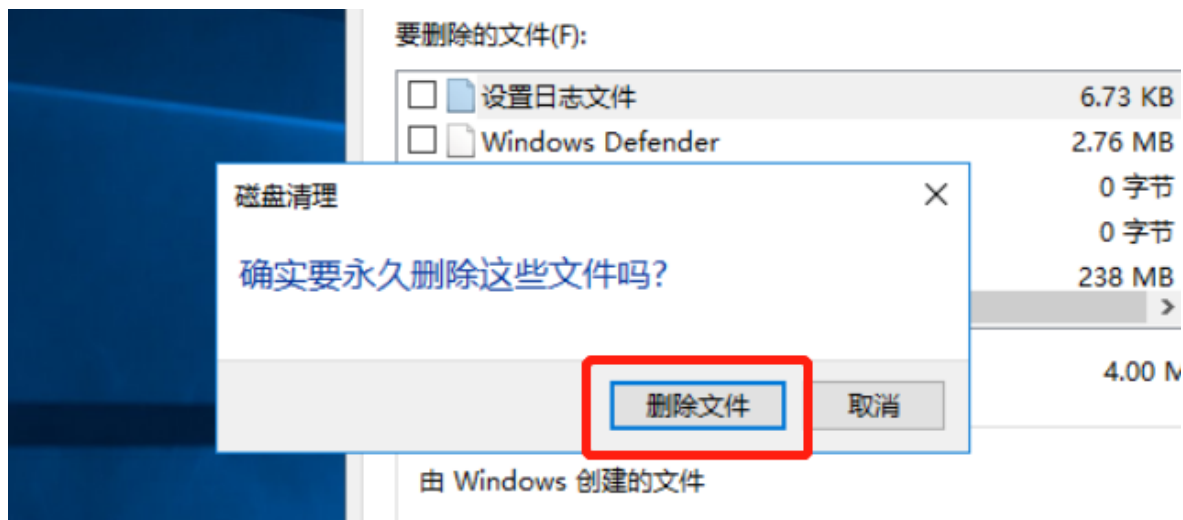 要删除的文件(F):
设置日志文件 6.73 KB
Windows Defender 2.76 MB
0 字节
0 字节
238 MB
磁盘清理
确实要永久删除这些文件吗?
删除文件 取消
4.00 M
由 Windows 创建的文件